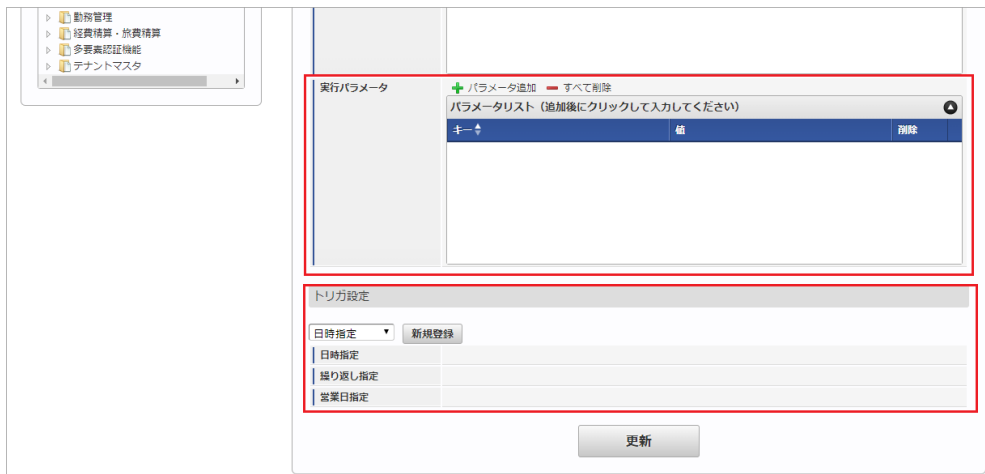 勤務管理
経費精算・旅費精算
多要素認証機能
テナントマスタ
実行パラメータ
パラメータ追加 すべて削除
パラメータリスト（追加後にクリックして入力してください）
キー 値 削除
トリガ設定
日時指定 新規登録
日時指定
繰り返し指定
営業日指定
更新